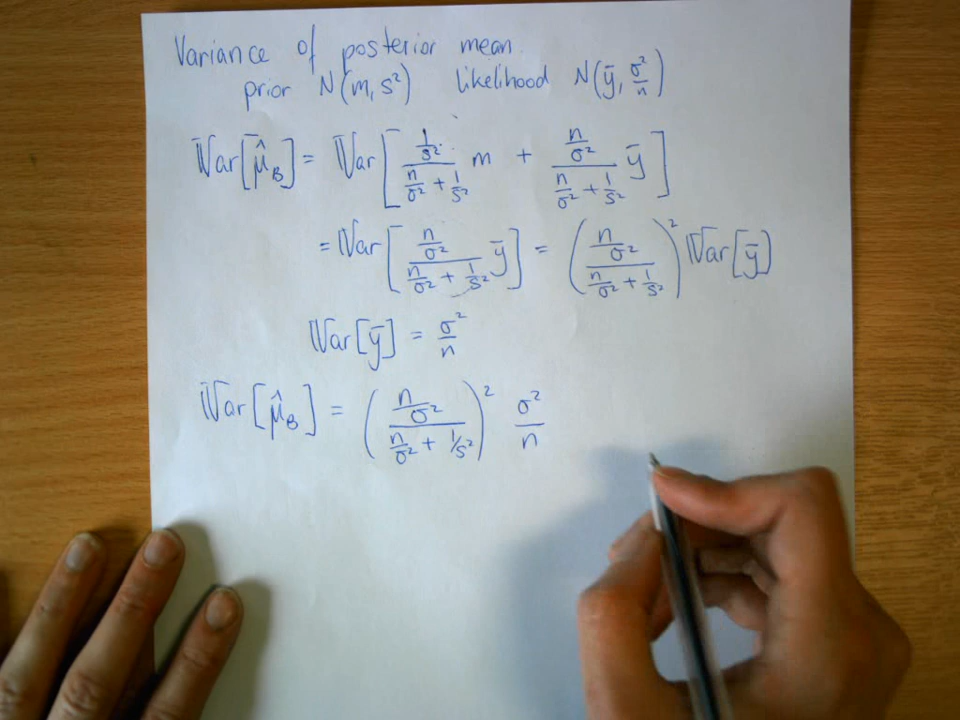 Variance of posterior mean
prior N(m, s²) likelihood N(ȳ, σ²/n)
Var[μ̂_B] = Var[ (1/s²)/(n/σ² + 1/s²) m + (n/σ²)/(n/σ² + 1/s²) ȳ ]
= Var[ (n/σ²)/(n/σ² + 1/s²) ȳ ] = ( (n/σ²)/(n/σ² + 1/s²) )² Var[ȳ]
Var[ȳ] = σ²/n
Var[μ̂_B] = ( (n/σ²)/(n/σ² + 1/s²) )² σ²/n